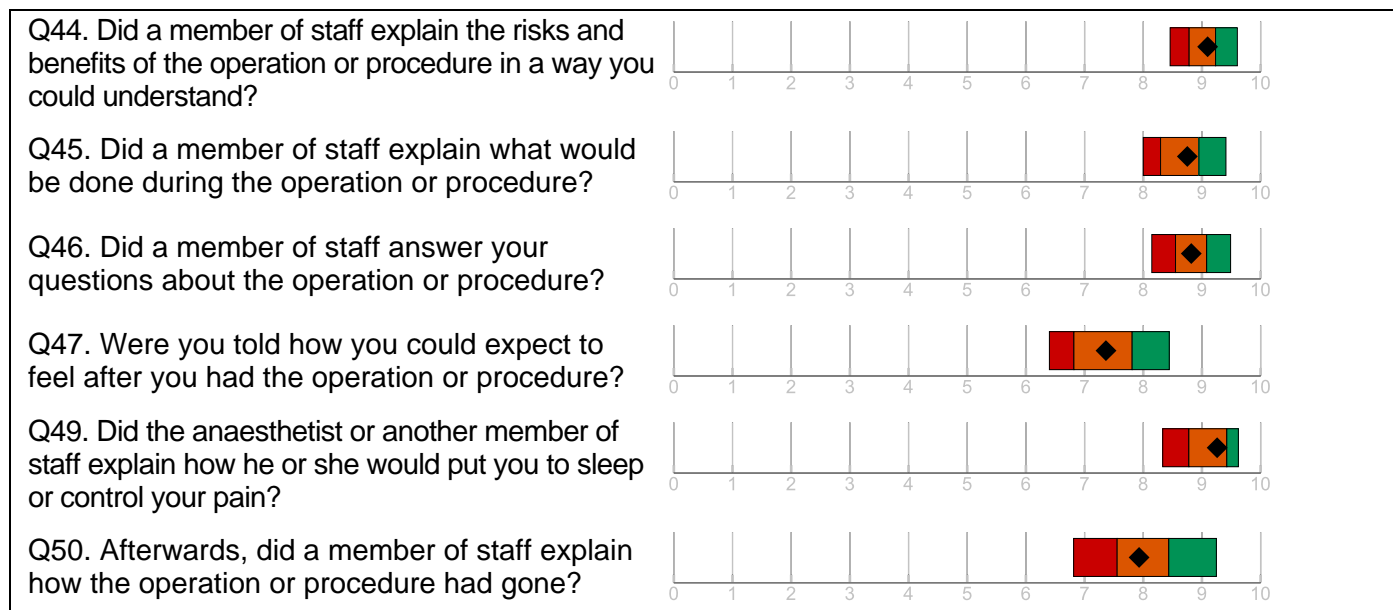 Q44. Did a member of staff explain the risks and
benefits of the operation or procedure in a way you
could understand?
0 1 2 3 4 5 6 7 8 9 10
Q45. Did a member of staff explain what would
be done during the operation or procedure?
0 1 2 3 4 5 6 7 8 9 10
Q46. Did a member of staff answer your
questions about the operation or procedure?
0 1 2 3 4 5 6 7 8 9 10
Q47. Were you told how you could expect to
feel after you had the operation or procedure?
0 1 2 3 4 5 6 7 8 9 10
Q49. Did the anaesthetist or another member of
staff explain how he or she would put you to sleep
or control your pain?
0 1 2 3 4 5 6 7 8 9 10
Q50. Afterwards, did a member of staff explain
how the operation or procedure had gone?
0 1 2 3 4 5 6 7 8 9 10